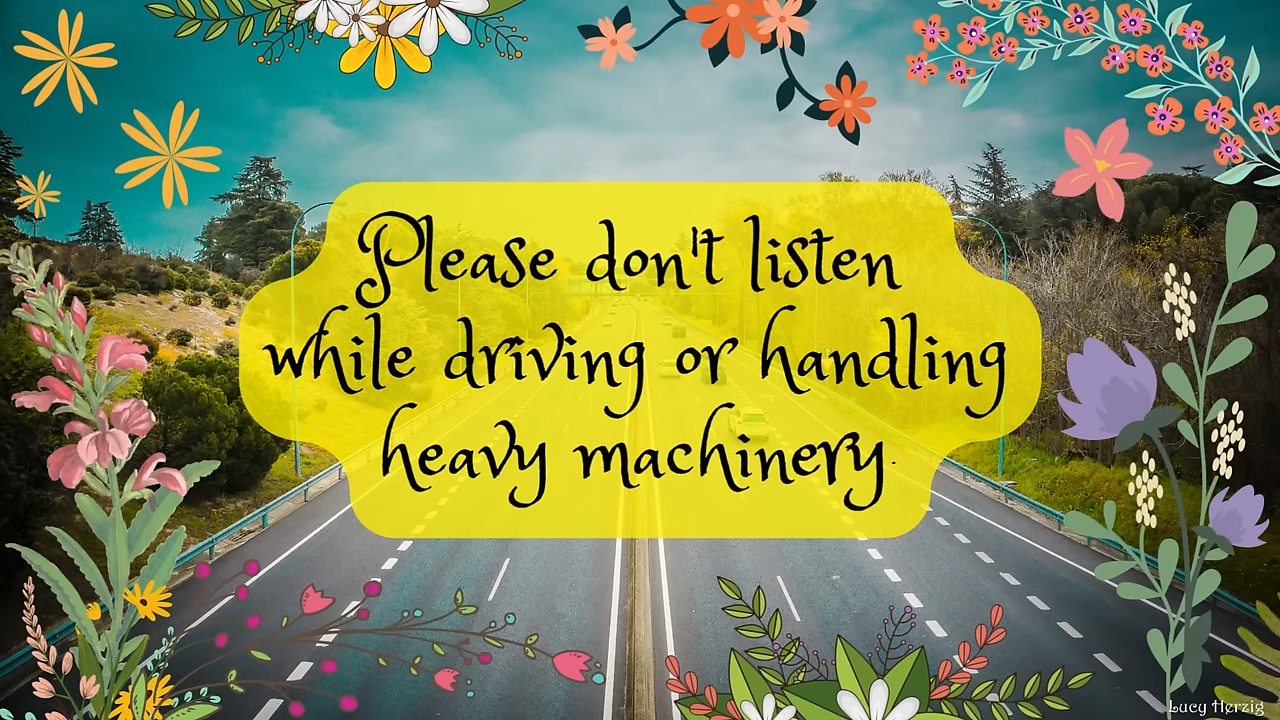 Please don't listen
while driving or handling
heavy machinery.
Lucy Herzig